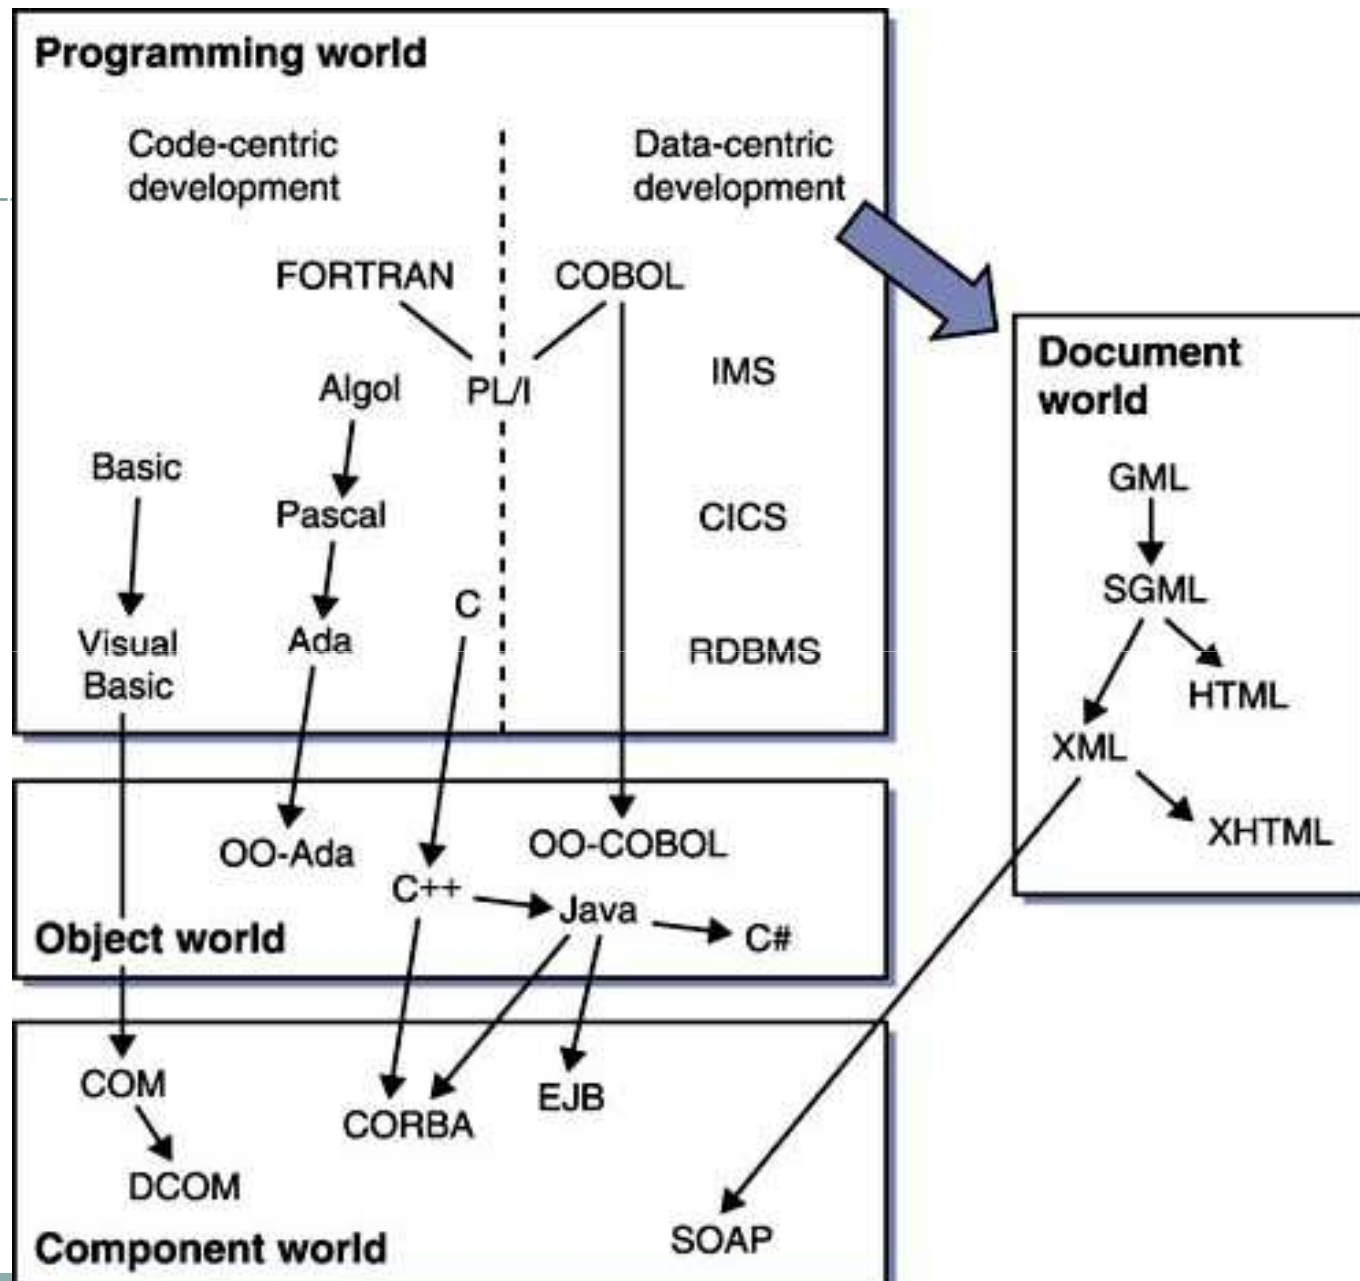 Programming world
Code-centric
development
Data-centric
development
FORTRAN
COBOL
Algol
PL/I
IMS
Basic
Pascal
CICS
C
Visual
Basic
Ada
RDBMS
Document
world
GML
SGML
HTML
XML
XHTML
OO-Ada
OO-COBOL
C++
Java
C#
Object world
COM
CORBA
EJB
DCOM
SOAP
Component world